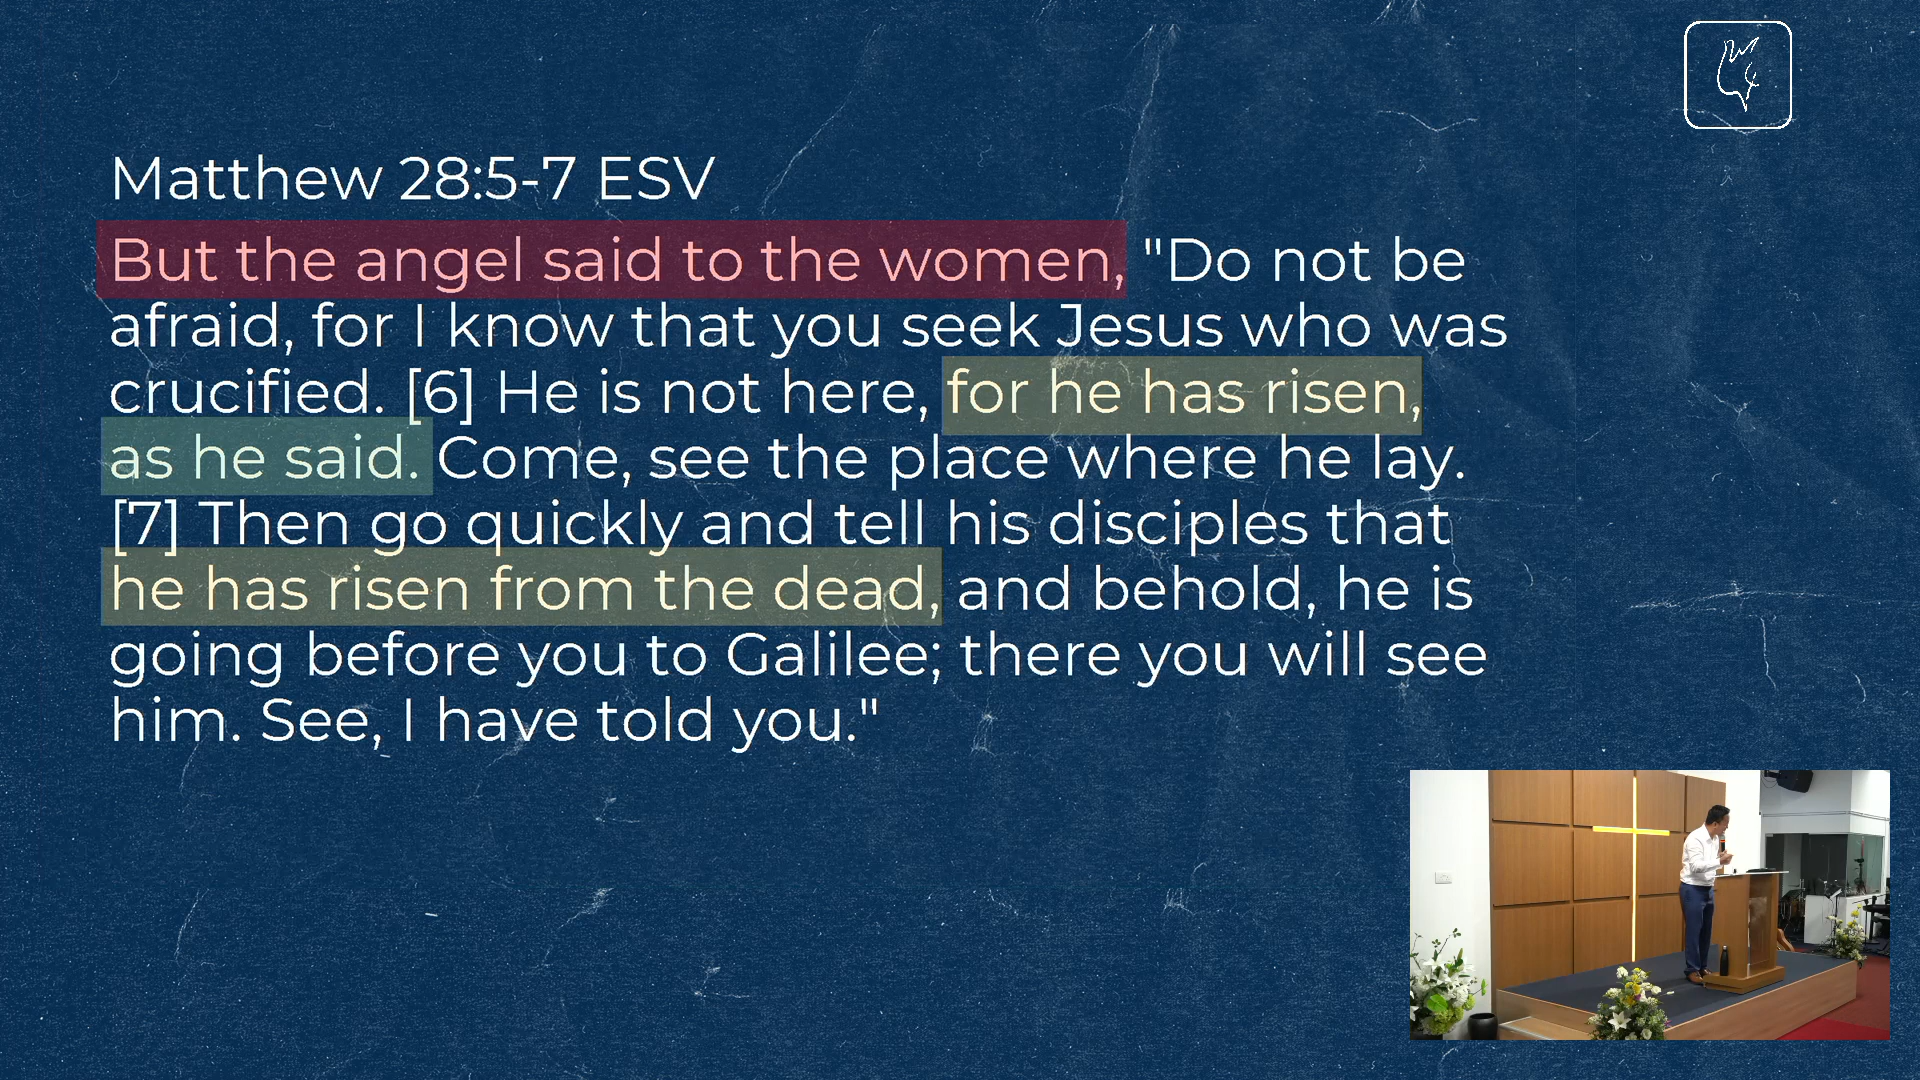 Matthew 28:5-7 ESV
But the angel said to the women, "Do not be
afraid, for I know that you seek Jesus who was
crucified. [6] He is not here, for he has risen,
as he said. Come, see the place where he lay.
[7] Then go quickly and tell his disciples that
he has risen from the dead, and behold, he is
going before you to Galilee; there you will see
him. See, I have told you."